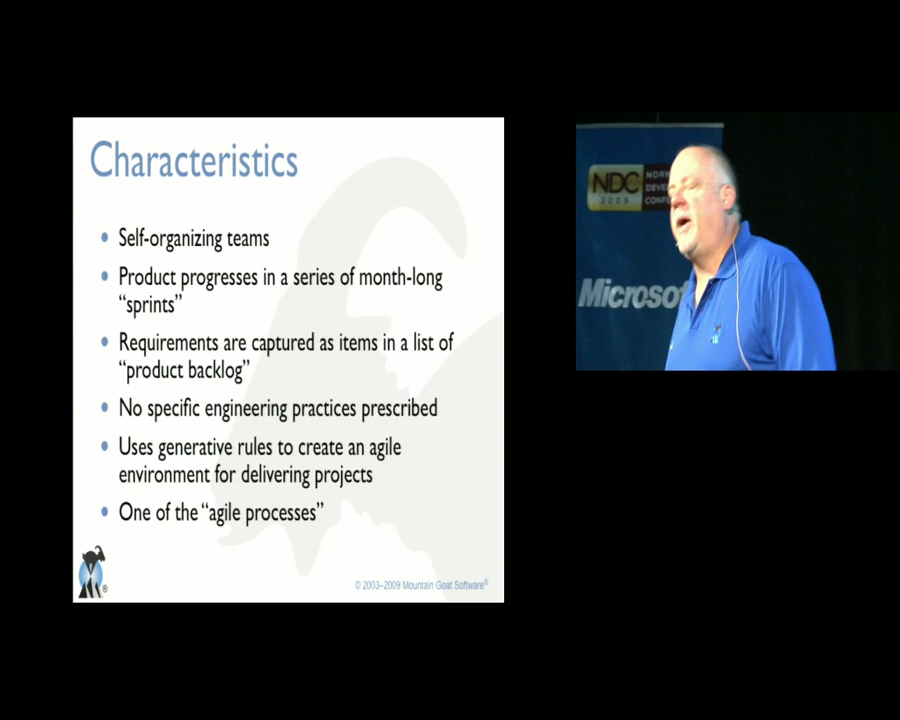 Characteristics
• Self-organizing teams
• Product progresses in a series of month-long
“sprints”
• Requirements are captured as items in a list of
“product backlog”
• No specific engineering practices prescribed
• Uses generative rules to create an agile
environment for delivering projects
• One of the “agile processes”
®
© 2003–2009 Mountain Goat Software®
NDC
2009